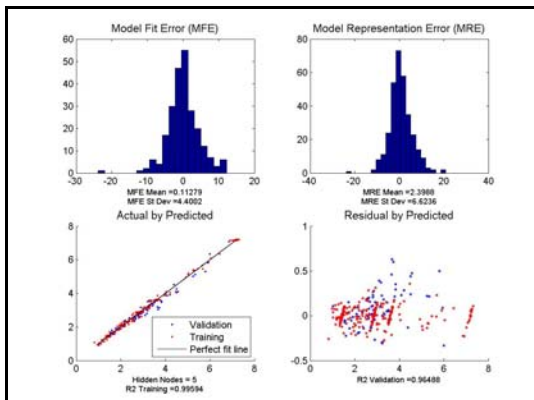 Model Fit Error (MFE)
60
50
40
30
20
10
0
-30 -20 -10 0 10 20
MFE Mean =0.11279
MFE St Dev =4.4002
Model Representation Error (MRE)
80
60
40
20
0
-40 -20 0 20 40
MRE Mean =2.3988
MRE St Dev =6.6236
Actual by Predicted
8
6
4
2
0
0 2 4 6 8
Validation
Training
Perfect fit line
Hidden Nodes = 5
R2 Training =0.99594
Residual by Predicted
1
0.5
0
-0.5
0 2 4 6 8
R2 Validation =0.96488